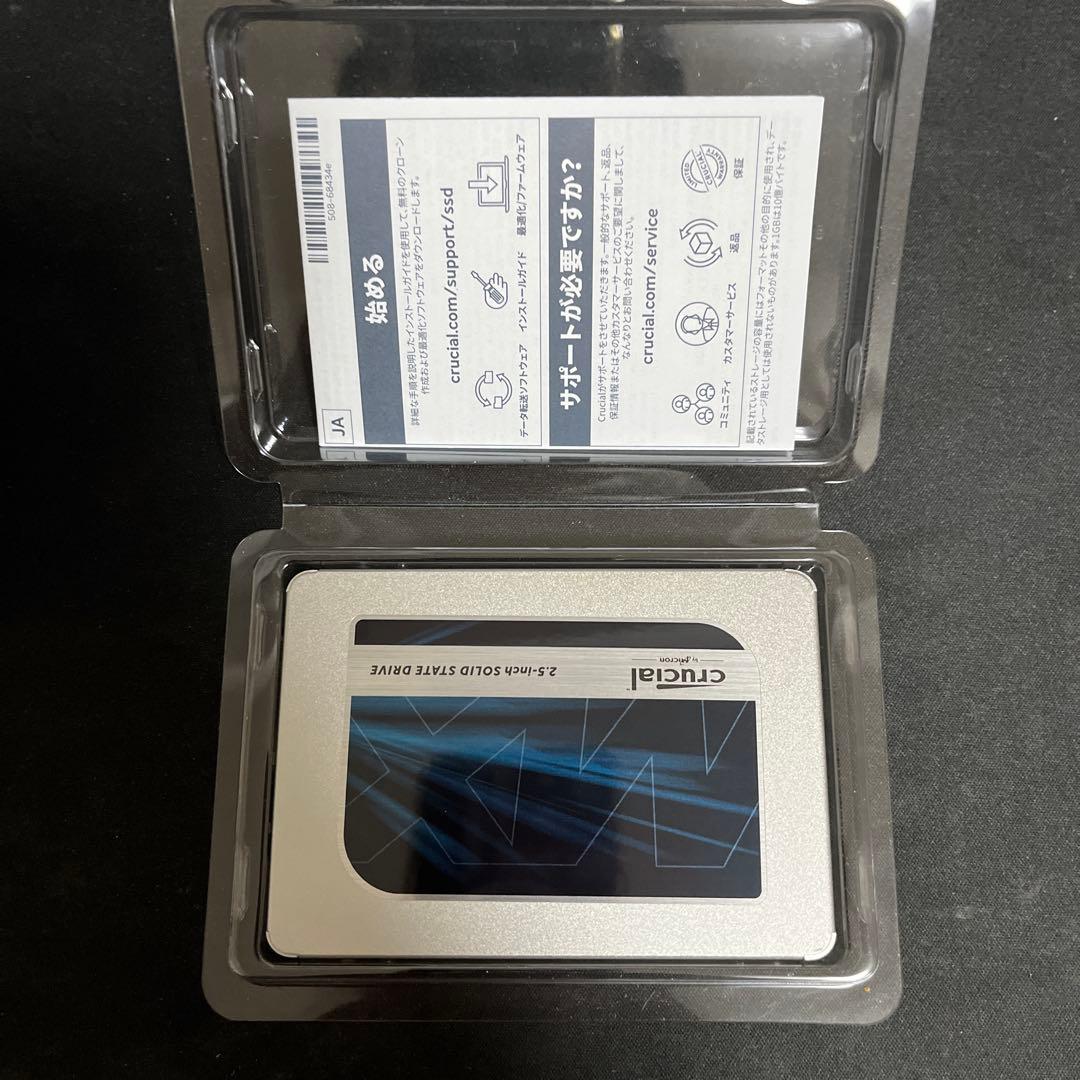 508-68434e
JA
始める
詳細な手順を説明したインストールガイドを使用して、無料のクローン
作成および最適化ソフトウェアをダウンロードします。
crucial.com/support/ssd
データ転送ソフトウェア
インストールガイド
最適化/ファームウェア
サポートが必要ですか?
Crucialがサポートをさせていただきます。一般的なサポート、返品、
保証情報またはその他カスタマーサービスのご要望に関しまして、
なんなりとお問い合わせください。
crucial.com/service
コミュニティ
カスタマーサービス
返品
LIMITED
CRUCIAL
WARRANTY
保証
記載されているストレージの容量にはフォーマットその他の目的に使用され、デー
タストレージ用としては使用されないものがあります。1GBは10億バイトです。
crucial™
by Micron
2.5-inch SOLID STATE DRIVE